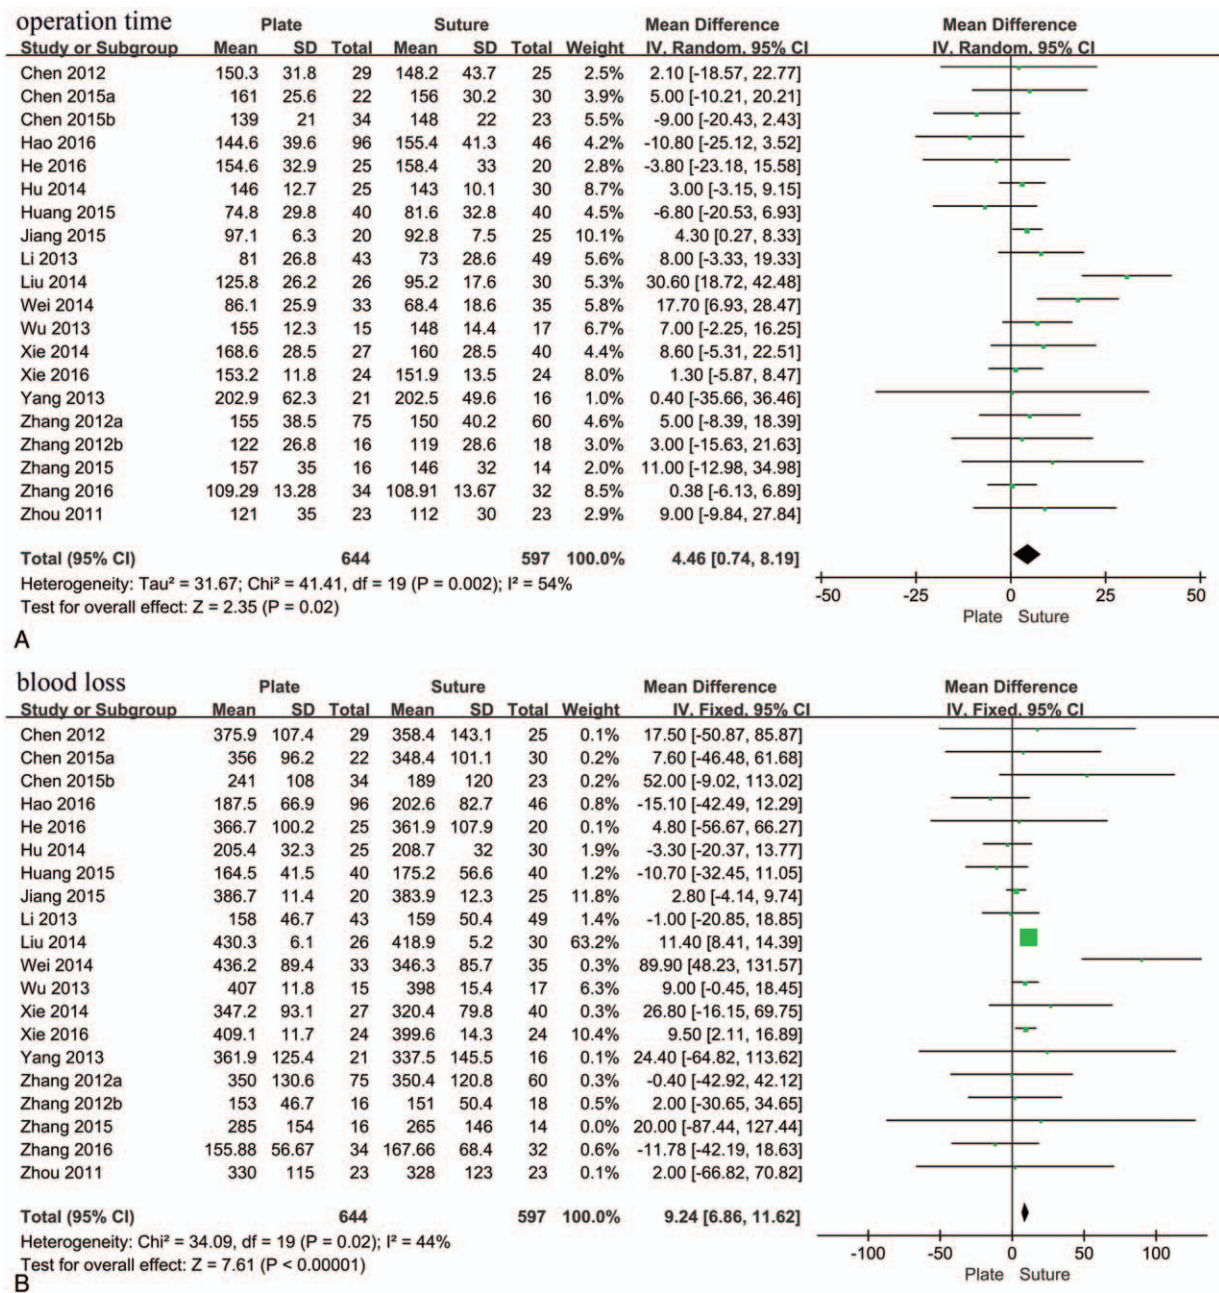 operation time Plate Suture Mean Difference Mean Difference
Study or Subgroup Mean SD Total Mean SD Total Weight IV, Random, 95% CI IV, Random, 95% CI
Chen 2012 150.3 31.8 29 148.2 43.7 25 2.5% 2.10 [-18.57, 22.77]
Chen 2015a 161 25.6 22 156 30.2 30 3.9% 5.00 [-10.21, 20.21]
Chen 2015b 139 21 34 148 22 23 5.5% -9.00 [-20.43, 2.43]
Hao 2016 144.6 39.6 96 155.4 41.3 46 4.2% -10.80 [-25.12, 3.52]
He 2016 154.6 32.9 25 158.4 33 20 2.8% -3.80 [-23.18, 15.58]
Hu 2014 146 12.7 25 143 10.1 30 8.7% 3.00 [-3.15, 9.15]
Huang 2015 74.8 29.8 40 81.6 32.8 40 4.5% -6.80 [-20.53, 6.93]
Jiang 2015 97.1 6.3 20 92.8 7.5 25 10.1% 4.30 [0.27, 8.33]
Li 2013 81 26.8 43 73 28.6 49 5.6% 8.00 [-3.33, 19.33]
Liu 2014 125.8 26.2 26 95.2 17.6 30 5.3% 30.60 [18.72, 42.48]
Wei 2014 86.1 25.9 33 68.4 18.6 35 5.8% 17.70 [6.93, 28.47]
Wu 2013 155 12.3 15 148 14.4 17 6.7% 7.00 [-2.25, 16.25]
Xie 2014 168.6 28.5 27 160 28.5 40 4.4% 8.60 [-5.31, 22.51]
Xie 2016 153.2 11.8 24 151.9 13.5 24 8.0% 1.30 [-5.87, 8.47]
Yang 2013 202.9 62.3 21 202.5 49.6 16 1.0% 0.40 [-35.66, 36.46]
Zhang 2012a 155 38.5 75 150 40.2 60 4.6% 5.00 [-8.39, 18.39]
Zhang 2012b 122 26.8 16 119 28.6 18 3.0% 3.00 [-15.63, 21.63]
Zhang 2015 157 35 16 146 32 14 2.0% 11.00 [-12.98, 34.98]
Zhang 2016 109.29 13.28 34 108.91 13.67 32 8.5% 0.38 [-6.13, 6.89]
Zhou 2011 121 35 23 112 30 23 2.9% 9.00 [-9.84, 27.84]
Total (95% CI) 644 597 100.0% 4.46 [0.74, 8.19]
Heterogeneity: Tau² = 31.67; Chi² = 41.41, df = 19 (P = 0.002); I² = 54%
-50 -25 0 25 50
Test for overall effect: Z = 2.35 (P = 0.02)
Plate Suture
A
blood loss Plate Suture Mean Difference Mean Difference
Study or Subgroup Mean SD Total Mean SD Total Weight IV, Fixed, 95% CI IV, Fixed, 95% CI
Chen 2012 375.9 107.4 29 358.4 143.1 25 0.1% 17.50 [-50.87, 85.87]
Chen 2015a 356 96.2 22 348.4 101.1 30 0.2% 7.60 [-46.48, 61.68]
Chen 2015b 241 108 34 189 120 23 0.2% 52.00 [-9.02, 113.02]
Hao 2016 187.5 66.9 96 202.6 82.7 46 0.8% -15.10 [-42.49, 12.29]
He 2016 366.7 100.2 25 361.9 107.9 20 0.1% 4.80 [-56.67, 66.27]
Hu 2014 205.4 32.3 25 208.7 32 30 1.9% -3.30 [-20.37, 13.77]
Huang 2015 164.5 41.5 40 175.2 56.6 40 1.2% -10.70 [-32.45, 11.05]
Jiang 2015 386.7 11.4 20 383.9 12.3 25 11.8% 2.80 [-4.14, 9.74]
Li 2013 158 46.7 43 159 50.4 49 1.4% -1.00 [-20.85, 18.85]
Liu 2014 430.3 6.1 26 418.9 5.2 30 63.2% 11.40 [8.41, 14.39]
Wei 2014 436.2 89.4 33 346.3 85.7 35 0.3% 89.90 [48.23, 131.57]
Wu 2013 407 11.8 15 398 15.4 17 6.3% 9.00 [-0.45, 18.45]
Xie 2014 347.2 93.1 27 320.4 79.8 40 0.3% 26.80 [-16.15, 69.75]
Xie 2016 409.1 11.7 24 399.6 14.3 24 10.4% 9.50 [2.11, 16.89]
Yang 2013 361.9 125.4 21 337.5 145.5 16 0.1% 24.40 [-64.82, 113.62]
Zhang 2012a 350 130.6 75 350.4 120.8 60 0.3% -0.40 [-42.92, 42.12]
Zhang 2012b 153 46.7 16 151 50.4 18 0.5% 2.00 [-30.65, 34.65]
Zhang 2015 285 154 16 265 146 14 0.1% 20.00 [-87.44, 127.44]
Zhang 2016 155.88 56.67 34 167.66 68.4 32 0.6% -11.78 [-42.19, 18.63]
Zhou 2011 330 115 23 328 123 23 0.1% 2.00 [-66.82, 70.82]
Total (95% CI) 644 597 100.0% 9.24 [6.86, 11.62]
Heterogeneity: Chi² = 34.09, df = 19 (P = 0.02); I² = 44%
-100 -50 0 50 100
Test for overall effect: Z = 7.61 (P < 0.00001)
Plate Suture
B